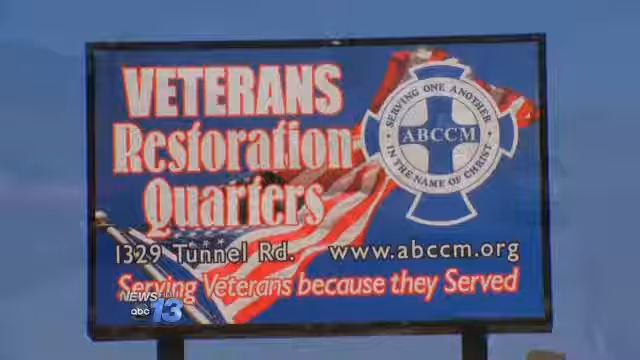 VETERANS
Restoration
Quarters
SERVING ONE ANOTHER
ABCCM
IN THE NAME OF CHRIST
1329 Tunnel Rd. www.abccm.org
Serving Veterans because they Served
NEWS
abc 13